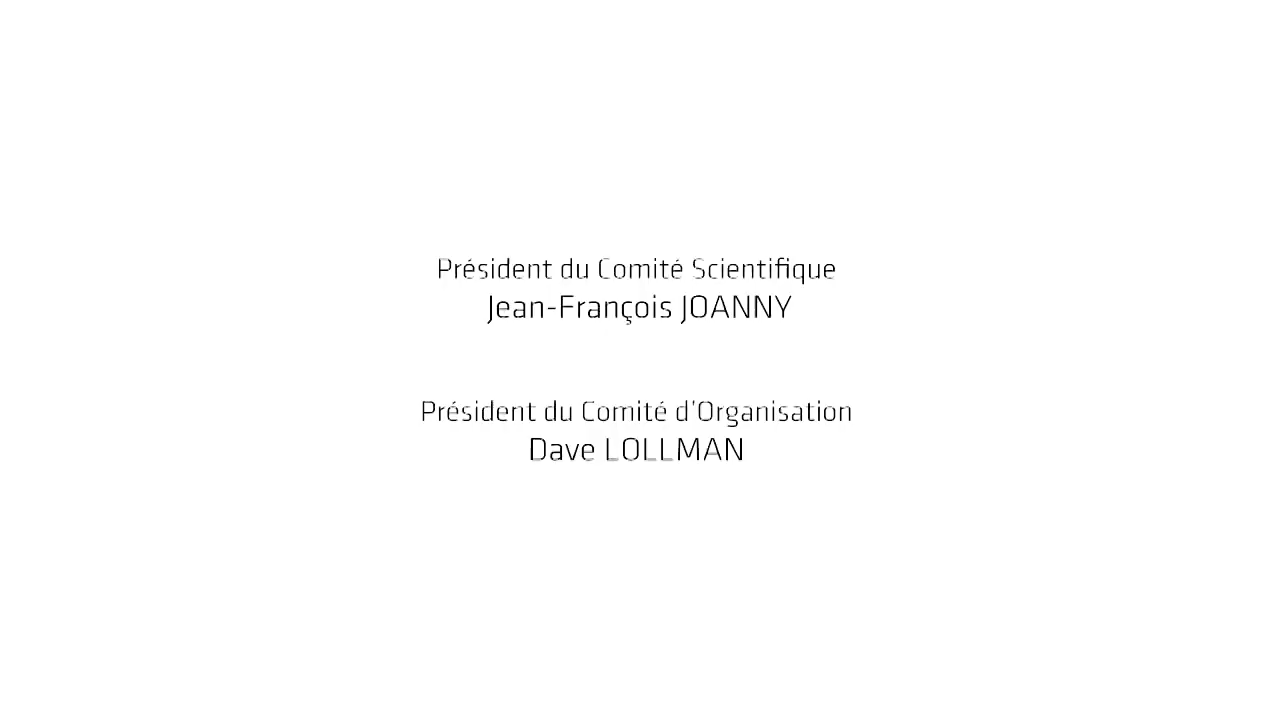 Président du Comité Scientifique
Jean-François JOANNY
Président du Comité d'Organisation
Dave LOLLMAN